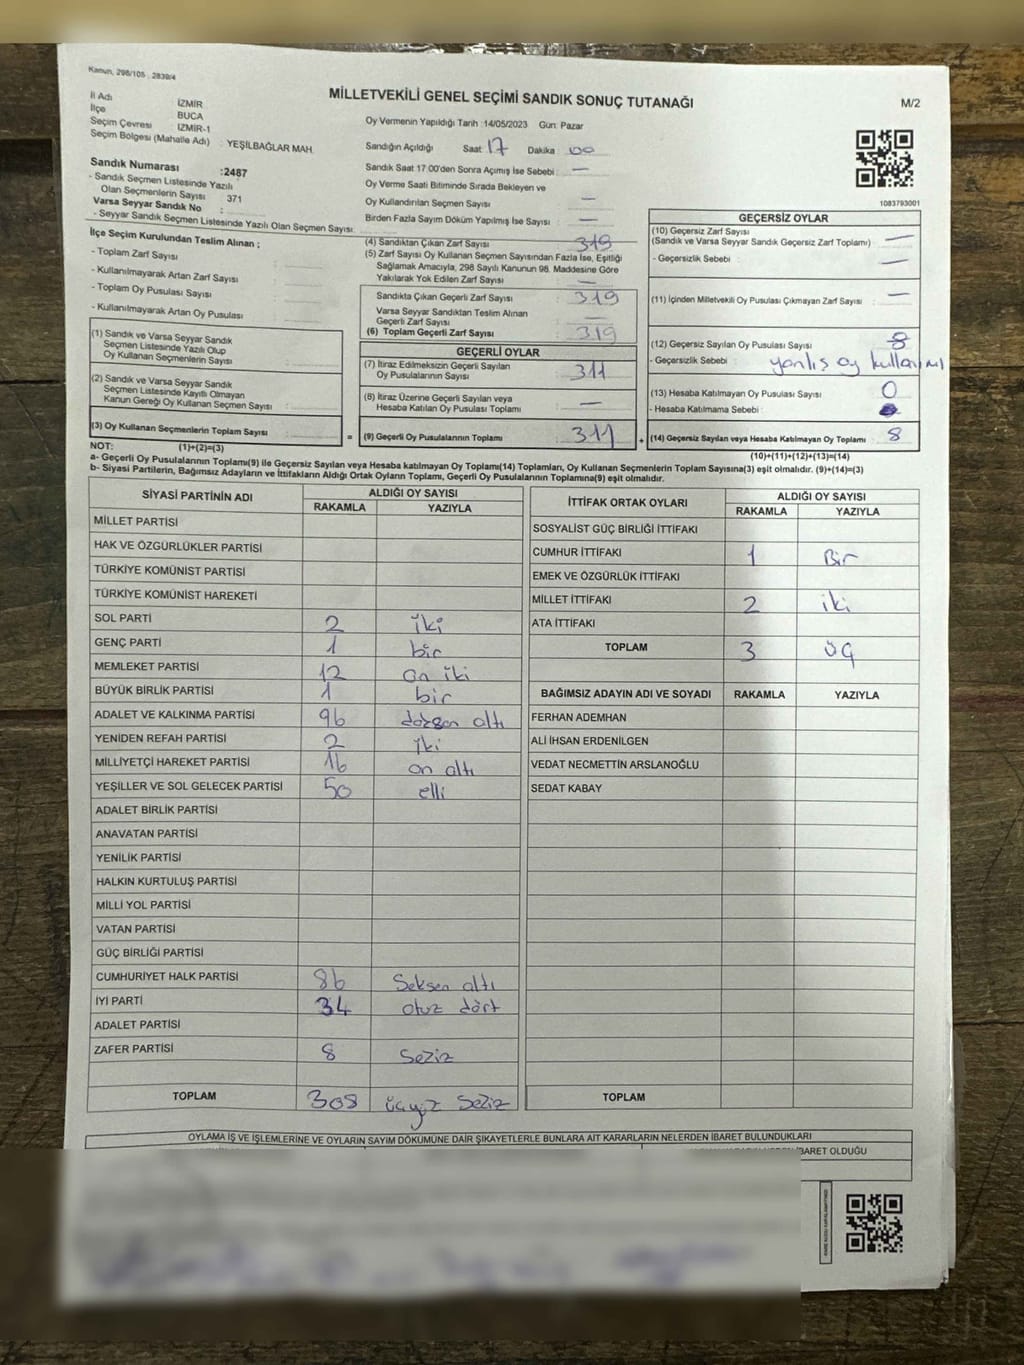 Kanun, 298/105 , 2839/4
MİLLETVEKİLİ GENEL SEÇİMİ SANDIK SONUÇ TUTANAĞI
M/2
İl Adı İZMİR
İlçe BUCA
Seçim Çevresi İZMİR-1
Seçim Bölgesi (Mahalle Adı) : YEŞİLBAĞLAR MAH.
Sandık Numarası :2487
- Sandık Seçmen Listesinde Yazılı
Olan Seçmenlerin Sayısı 371
Varsa Seyyar Sandık No :
- Seyyar Sandık Seçmen Listesinde Yazılı Olan Seçmen Sayısı:
Oy Vermenin Yapıldığı Tarih :14/05/2023 Gün: Pazar
Sandığın Açıldığı Saat: 17 Dakika : 00
Sandık Saat 17.00'den Sonra Açımış İse Sebebi : —
Oy Verme Saati Bitiminde Sırada Bekleyen ve
Oy Kullandırılan Seçmen Sayısı : —
Birden Fazla Sayım Döküm Yapılmış İse Sayısı : —
1083793001
İlçe Seçim Kurulundan Teslim Alınan ;
- Toplam Zarf Sayısı :
- Kullanılmayarak Artan Zarf Sayısı :
- Toplam Oy Pusulası Sayısı :
- Kullanılmayarak Artan Oy Pusulası :
(1) Sandık ve Varsa Seyyar Sandık
Seçmen Listesinde Yazılı Olup
Oy Kullanan Seçmenlerin Sayısı :
(2) Sandık ve Varsa Seyyar Sandık
Seçmen Listesinde Kayıtlı Olmayan
Kanun Gereği Oy Kullanan Seçmen Sayısı :
(3) Oy Kullanan Seçmenlerin Toplam Sayısı :
(4) Sandıktan Çıkan Zarf Sayısı : 319
(5) Zarf Sayısı Oy Kullanan Seçmen Sayısından Fazla İse, Eşitliği
Sağlamak Amacıyla, 298 Sayılı Kanunun 98. Maddesine Göre
Yakılarak Yok Edilen Zarf Sayısı : —
Sandıkta Çıkan Geçerli Zarf Sayısı : 319
Varsa Seyyar Sandıktan Teslim Alınan
Geçerli Zarf Sayısı : —
(6) Toplam Geçerli Zarf Sayısı : 319
GEÇERLİ OYLAR
(7) İtiraz Edilmeksizin Geçerli Sayılan
Oy Pusulalarının Sayısı : 311
(8) İtiraz Üzerine Geçerli Sayılan veya
Hesaba Katılan Oy Pusulası Toplamı : —
= (9) Geçerli Oy Pusulalarının Toplamı : 311 +
GEÇERSİZ OYLAR
(10) Geçersiz Zarf Sayısı
(Sandık ve Varsa Seyyar Sandık Geçersiz Zarf Toplamı) : —
- Geçersizlik Sebebi : —
(11) İçinden Milletvekili Oy Pusulası Çıkmayan Zarf Sayısı : —
(12) Geçersiz Sayılan Oy Pusulası Sayısı : 8
- Geçersizlik Sebebi : yanlış oy kullanımı
(13) Hesaba Katılmayan Oy Pusulası Sayısı : 0
- Hesaba Katılmama Sebebi :
(14) Geçersiz Sayılan veya Hesaba Katılmayan Oy Toplamı : 8
NOT: (1)+(2)=(3)
(10)+(11)+(12)+(13)=(14)
a- Geçerli Oy Pusulalarının Toplamı(9) ile Geçersiz Sayılan veya Hesaba Katılmayan Oy Toplamı(14) Toplamları, Oy Kullanan Seçmenlerin Toplam Sayısına(3) eşit olmalıdır. (9)+(14)=(3)
b- Siyasi Partilerin, Bağımsız Adayların ve İttifakların Aldığı Ortak Oyların Toplamı, Geçerli Oy Pusulalarının Toplamına(9) eşit olmalıdır.
SİYASİ PARTİNİN ADI ALDIĞI OY SAYISI
RAKAMLA YAZIYLA
MİLLET PARTİSİ
HAK VE ÖZGÜRLÜKLER PARTİSİ
TÜRKİYE KOMÜNİST PARTİSİ
TÜRKİYE KOMÜNİST HAREKETİ
SOL PARTİ 2 iki
GENÇ PARTİ 1 bir
MEMLEKET PARTİSİ 12 on iki
BÜYÜK BİRLİK PARTİSİ 1 bir
ADALET VE KALKINMA PARTİSİ 96 doksan altı
YENİDEN REFAH PARTİSİ 2 iki
MİLLİYETÇİ HAREKET PARTİSİ 16 on altı
YEŞİLLER VE SOL GELECEK PARTİSİ 50 elli
ADALET BİRLİK PARTİSİ
ANAVATAN PARTİSİ
YENİLİK PARTİSİ
HALKIN KURTULUŞ PARTİSİ
MİLLİ YOL PARTİSİ
VATAN PARTİSİ
GÜÇ BİRLİĞİ PARTİSİ
CUMHURİYET HALK PARTİSİ 86 Seksen altı
İYİ PARTİ 34 otuz dört
ADALET PARTİSİ
ZAFER PARTİSİ 8 Sekiz
TOPLAM 308 üçyüz Sekiz
İTTİFAK ORTAK OYLARI ALDIĞI OY SAYISI
RAKAMLA YAZIYLA
SOSYALİST GÜÇ BİRLİĞİ İTTİFAKI
CUMHUR İTTİFAKI 1 Bir
EMEK VE ÖZGÜRLÜK İTTİFAKI
MİLLET İTTİFAKI 2 iki
ATA İTTİFAKI
TOPLAM 3 üç
BAĞIMSIZ ADAYIN ADI VE SOYADI RAKAMLA YAZIYLA
FERHAN ADEMHAN
ALİ İHSAN ERDENİLGEN
VEDAT NECMETTİN ARSLANOĞLU
SEDAT KABAY
TOPLAM
OYLAMA İŞ VE İŞLEMLERİNE VE OYLARIN SAYIM DÖKÜMÜNE DAİR ŞİKAYETLERLE BUNLARA AİT KARARLARIN NELERDEN İBARET BULUNDUKLARI
İBARET OLDUĞU